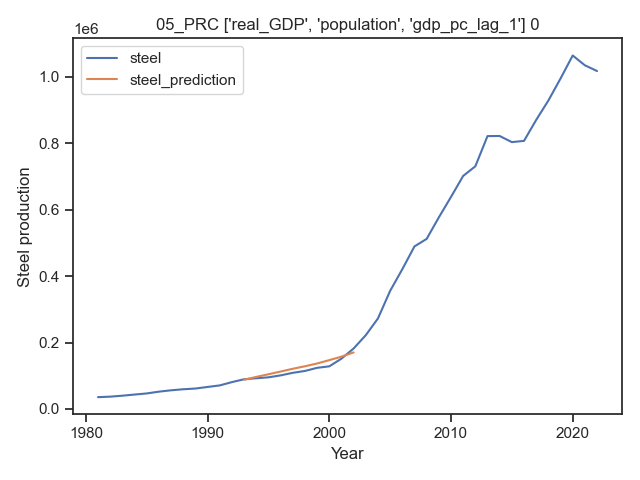 05_PRC ['real_GDP', 'population', 'gdp_pc_lag_1'] 0
1e6
steel
steel_prediction
1.0
0.8
0.6
0.4
0.2
0.0
Steel production
1980 1990 2000 2010 2020
Year